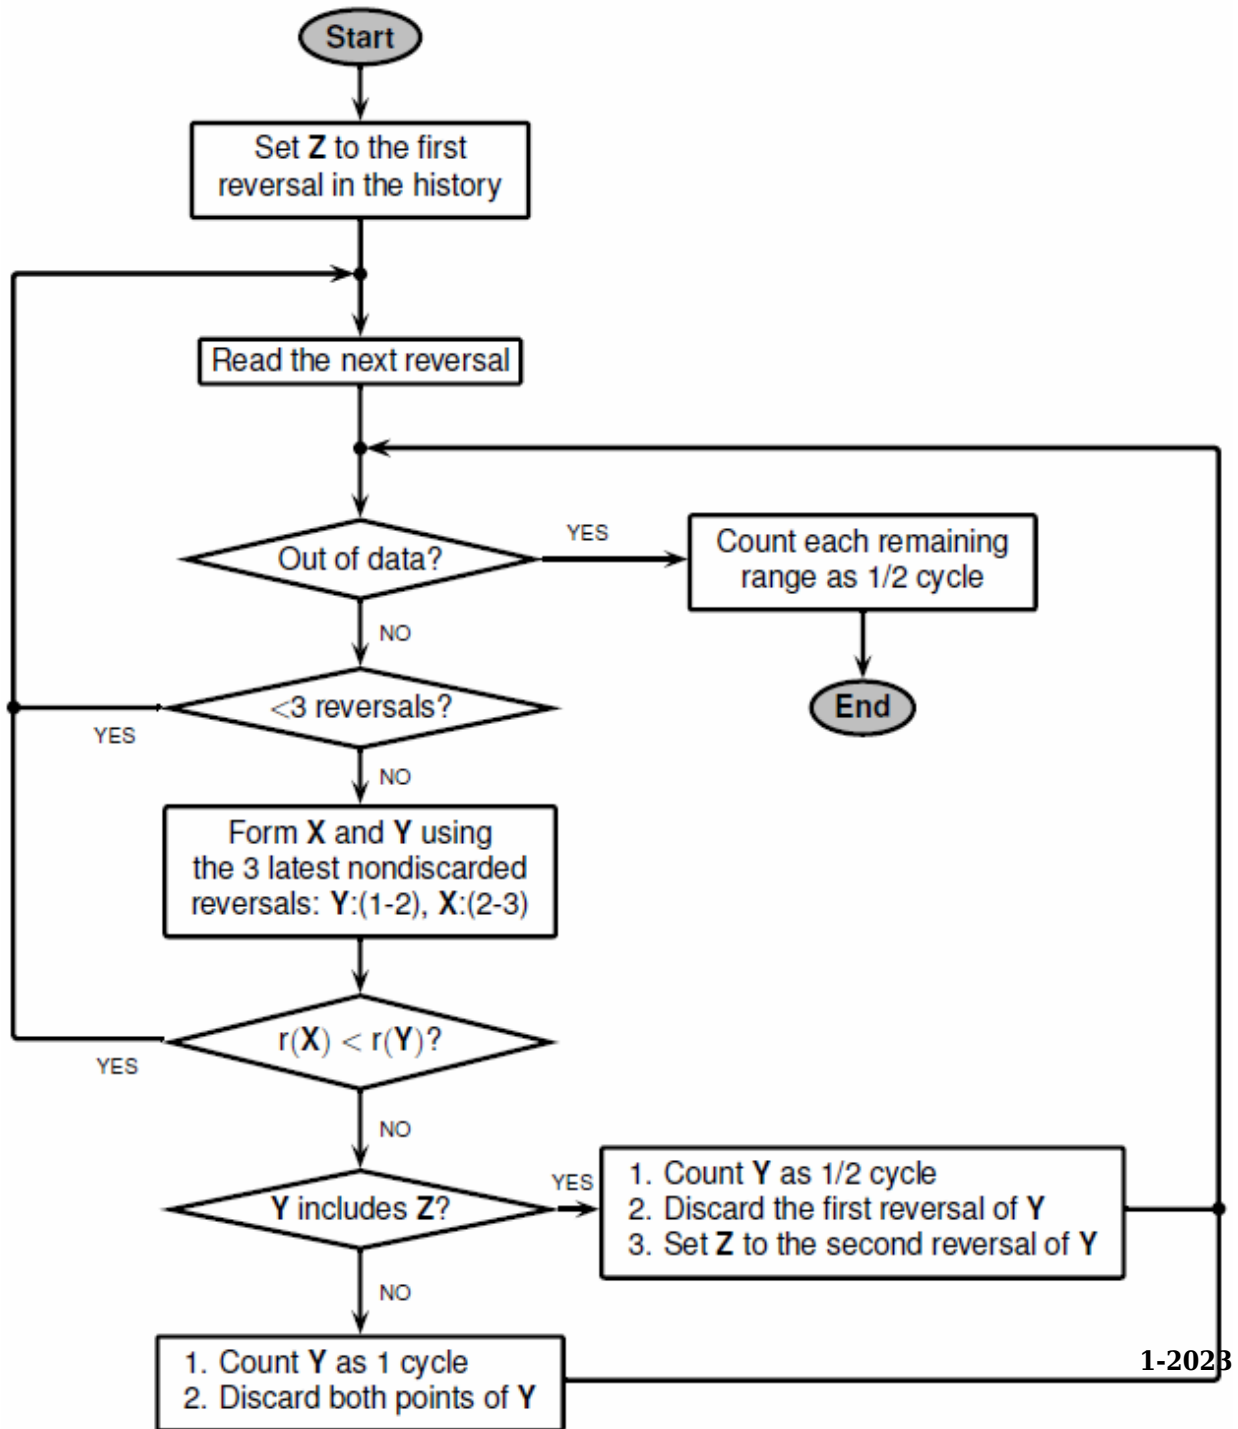 Start
Set Z to the first
reversal in the history
Read the next reversal
Out of data?
YES
Count each remaining
range as 1/2 cycle
NO
<3 reversals?
YES
End
NO
Form X and Y using
the 3 latest nondiscarded
reversals: Y:(1-2), X:(2-3)
r(X) < r(Y)?
YES
NO
Y includes Z?
YES
1. Count Y as 1/2 cycle
2. Discard the first reversal of Y
3. Set Z to the second reversal of Y
NO
1. Count Y as 1 cycle
2. Discard both points of Y
1-2023